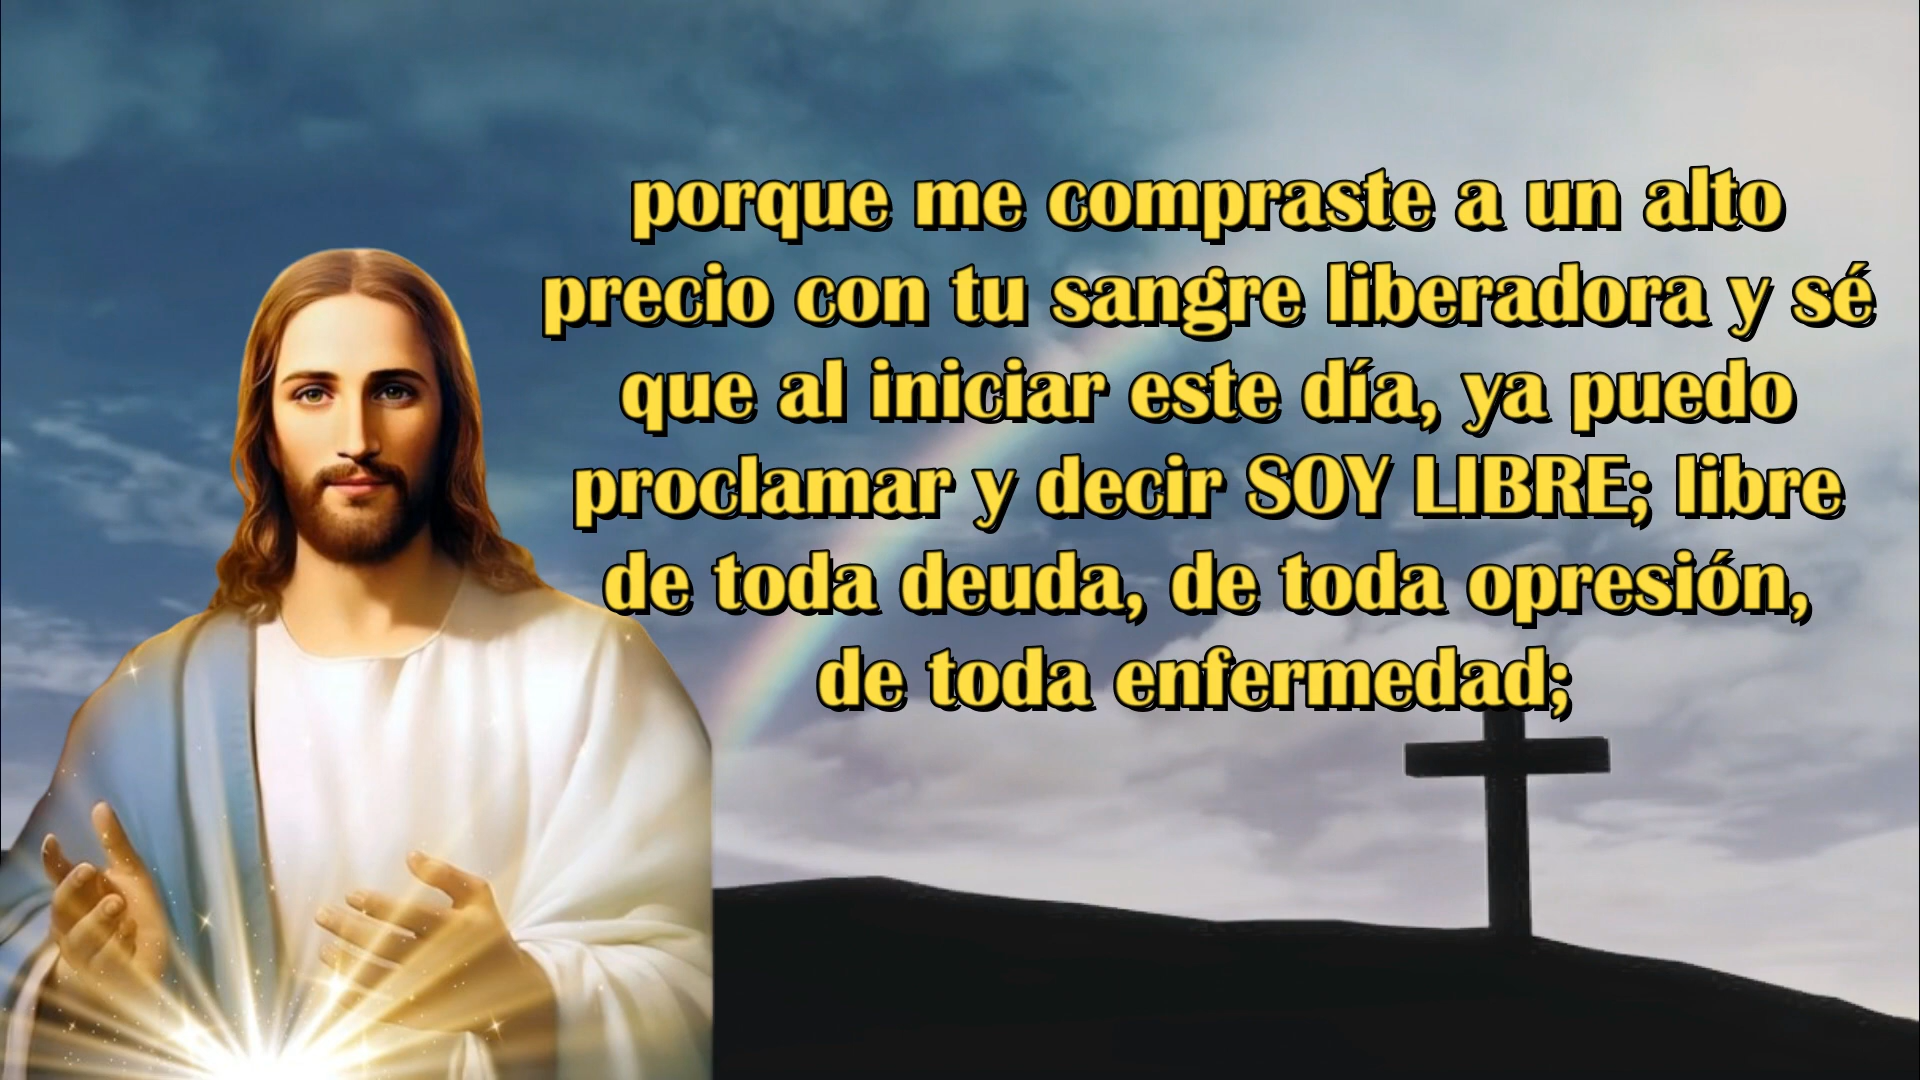 porque me compraste a un alto
precio con tu sangre liberadora y sé
que al iniciar este día, ya puedo
proclamar y decir SOY LIBRE; libre
de toda deuda, de toda opresión,
de toda enfermedad;